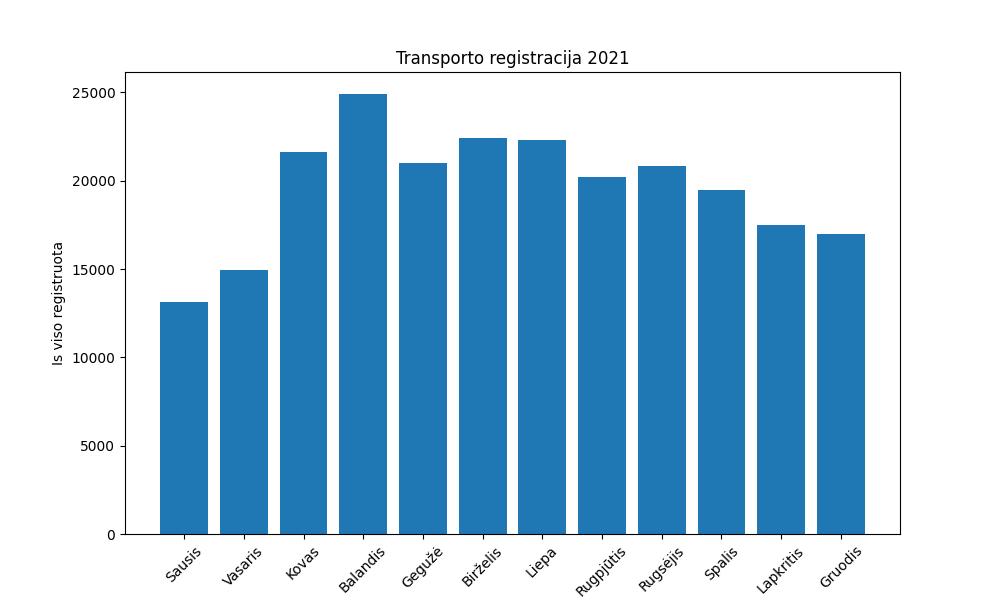 Transporto registracija 2021
Is viso registruota
25000
20000
15000
10000
5000
0
Sausis
Vasaris
Kovas
Balandis
Gegužė
Birželis
Liepa
Rugpjūtis
Rugsėjis
Spalis
Lapkritis
Gruodis